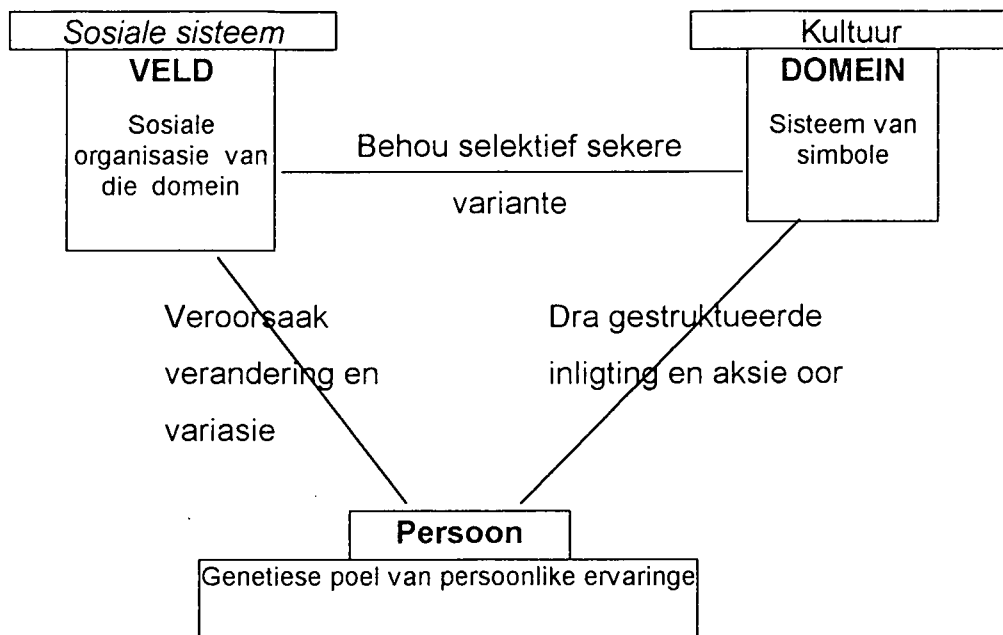 Sosiale sisteem
VELD
Sosiale
organisasie van
die domein
Kultuur
DOMEIN
Sisteem van
simbole
Behou selektief sekere
variante
Veroorsaak
verandering en
variasie
Dra gestruktueerde
inligting en aksie oor
Persoon
Genetiese poel van persoonlike ervaringe